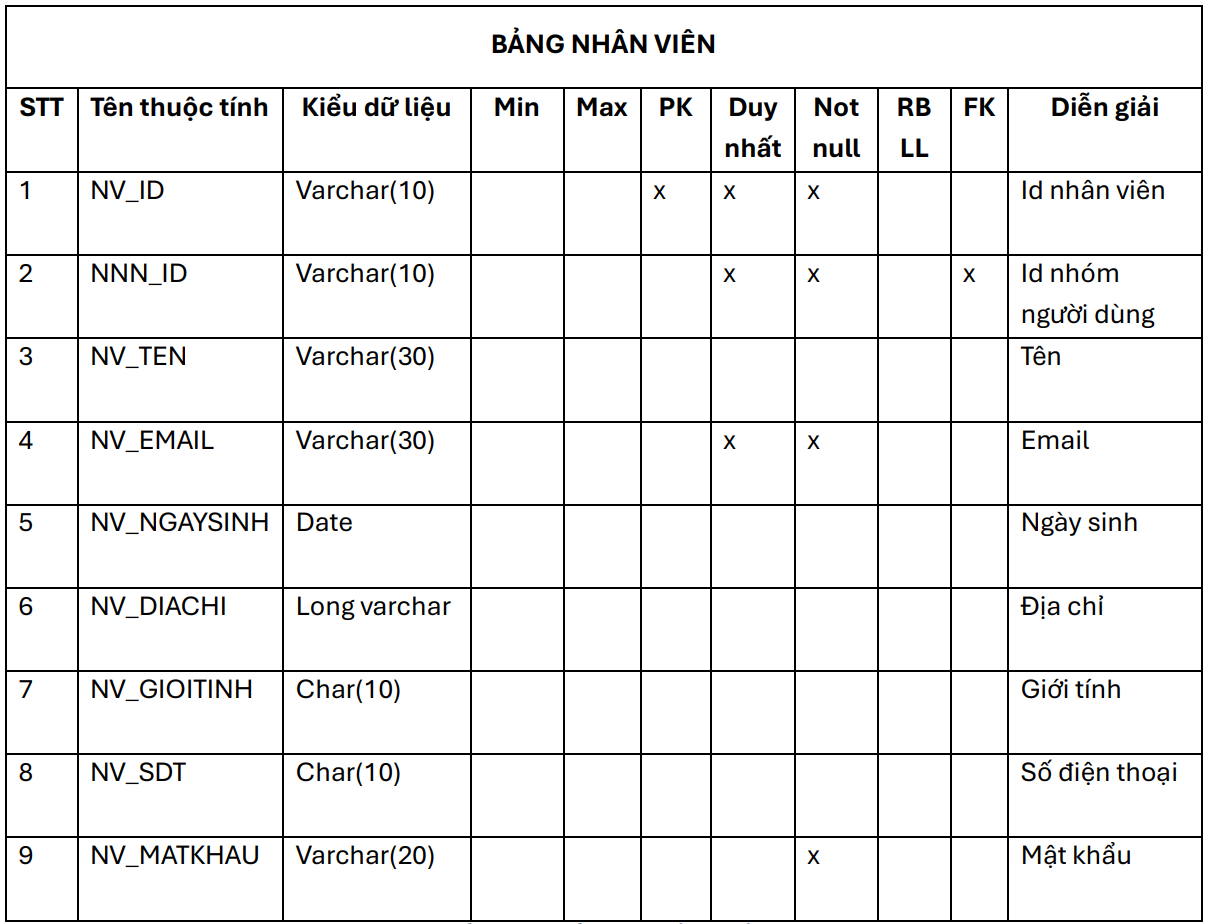 BẢNG NHÂN VIÊN
STT Tên thuộc tính Kiểu dữ liệu Min Max PK Duy nhất Not null RB LL FK Diễn giải
1 NV_ID Varchar(10) x x x Id nhân viên
2 NNN_ID Varchar(10) x x x Id nhóm người dùng
3 NV_TEN Varchar(30) Tên
4 NV_EMAIL Varchar(30) x x Email
5 NV_NGAYSINH Date Ngày sinh
6 NV_DIACHI Long varchar Địa chỉ
7 NV_GIOITINH Char(10) Giới tính
8 NV_SDT Char(10) Số điện thoại
9 NV_MATKHAU Varchar(20) x Mật khẩu